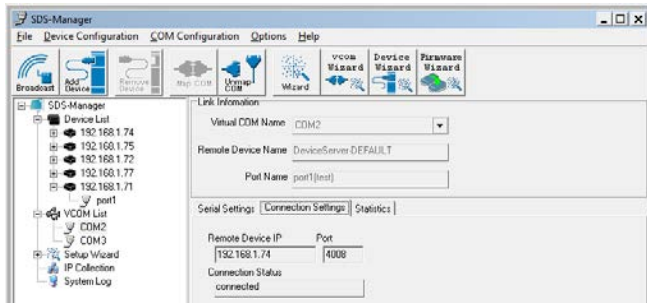 SDS-Manager
File Device Configuration COM Configuration Options Help
Broadcast Add Device Remove Device Map COM Unmap COM Wizard vcom Wizard Device Wizard Firmware Wizard
SDS-Manager
Device List
192.168.1.74
192.168.1.75
192.168.1.72
192.168.1.77
192.168.1.71
port1
VCOM List
COM2
COM3
Setup Wizard
IP Collection
System Log
Link Infomation
Virtual COM Name COM2
Remote Device Name DeviceServer-DEFAULT
Port Name port1(test)
Serial Settings Connection Settings Statistics
Remote Device IP Port
192.168.1.74 4008
Connection Status
connected